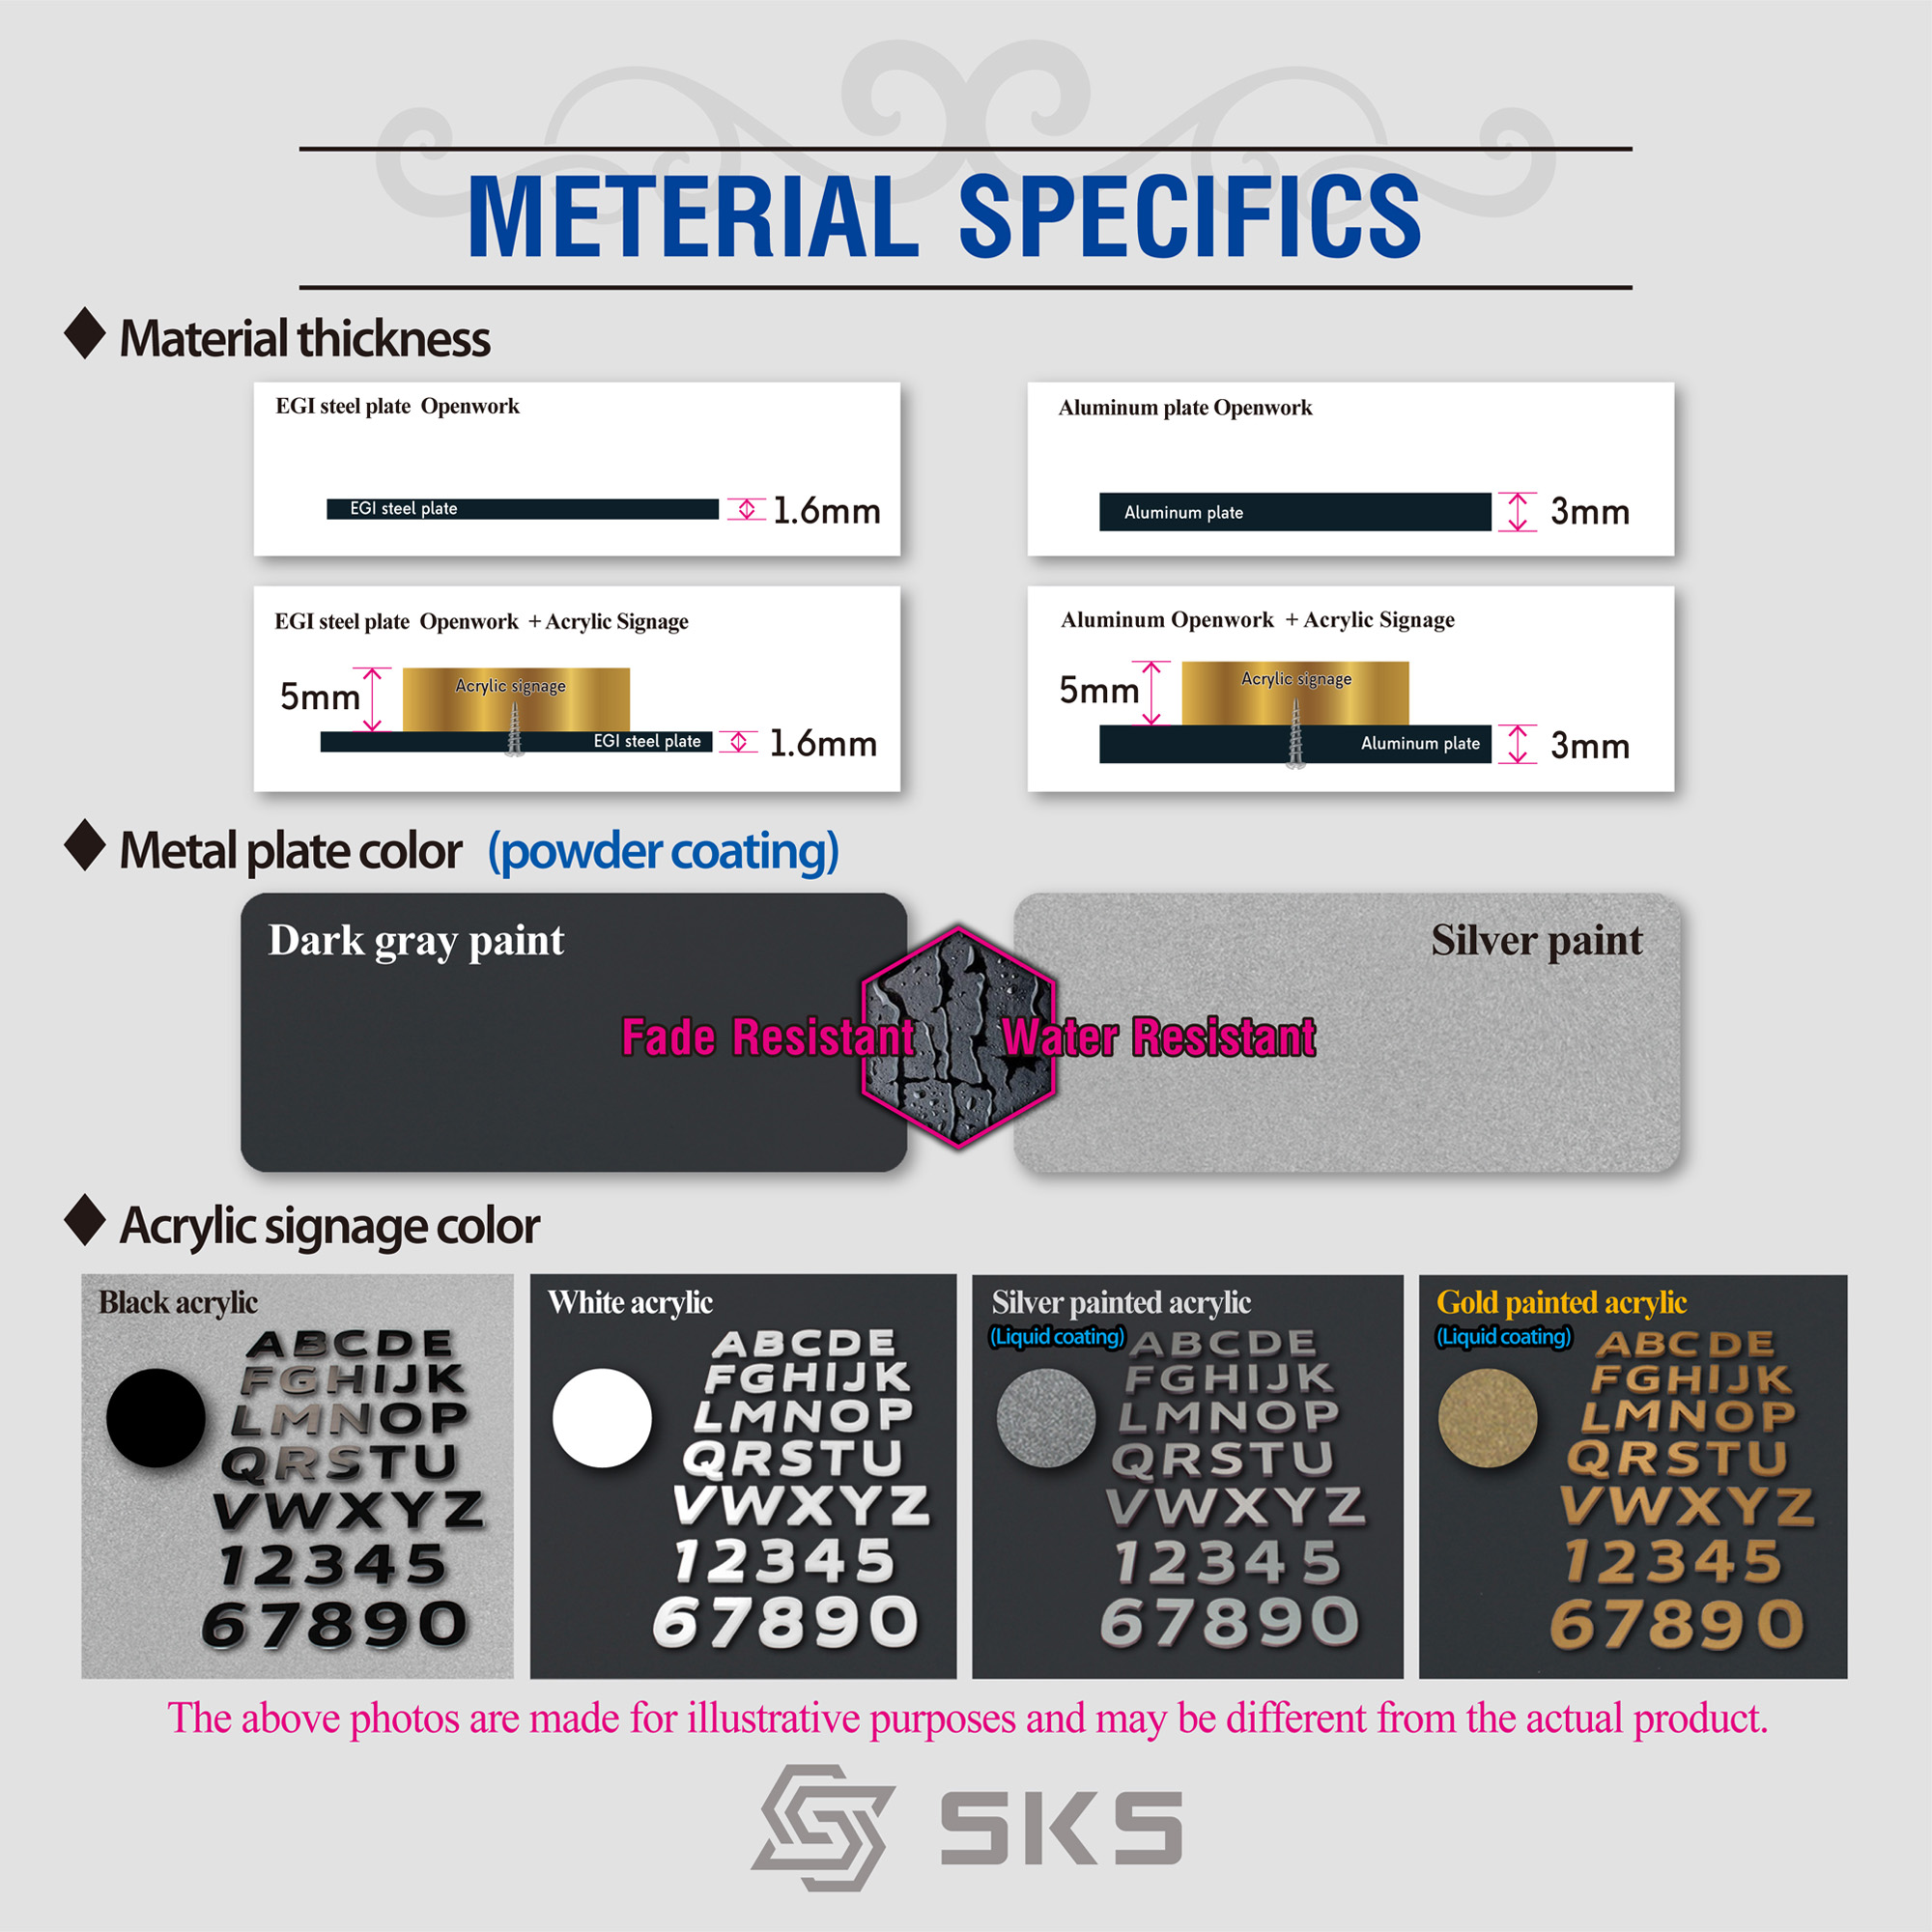 METERIAL SPECIFICS
Material thickness
EGI steel plate Openwork
EGI steel plate
1.6mm
Aluminum plate Openwork
Aluminum plate
3mm
EGI steel plate Openwork + Acrylic Signage
5mm
Acrylic signage
EGI steel plate
1.6mm
Aluminum Openwork + Acrylic Signage
5mm
Acrylic signage
Aluminum plate
3mm
Metal plate color (powder coating)
Dark gray paint
Silver paint
Fade Resistant
Water Resistant
Acrylic signage color
Black acrylic
ABCDE
FGHIJK
LMNOP
QRSTU
VWXYZ
12345
67890
White acrylic
ABCDE
FGHIJK
LMNOP
QRSTU
VWXYZ
12345
67890
Silver painted acrylic
(Liquid coating)
ABCDE
FGHIJK
LMNOP
QRSTU
VWXYZ
12345
67890
Gold painted acrylic
(Liquid coating)
ABCDE
FGHIJK
LMNOP
QRSTU
VWXYZ
12345
67890
The above photos are made for illustrative purposes and may be different from the actual product.
SKS